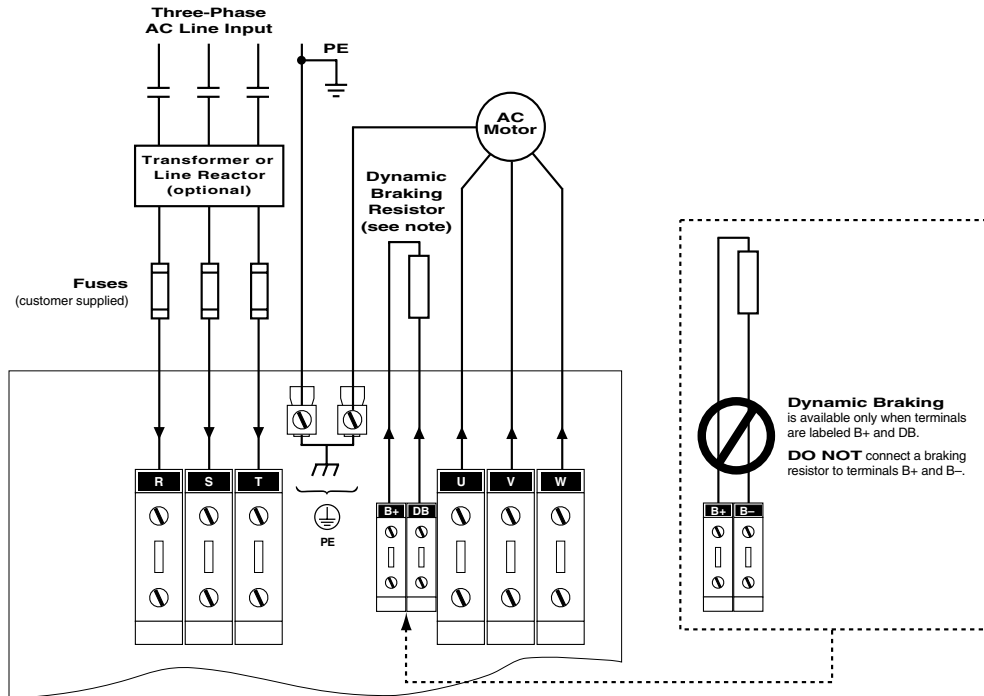 Three-Phase
AC Line Input
PE
AC
Motor
Transformer or
Line Reactor
(optional)
Dynamic
Braking
Resistor
(see note)
Fuses
(customer supplied)
R
S
T
PE
B+
DB
U
V
W
Dynamic Braking
is available only when terminals
are labeled B+ and DB.
DO NOT connect a braking
resistor to terminals B+ and B–.
B+
B–